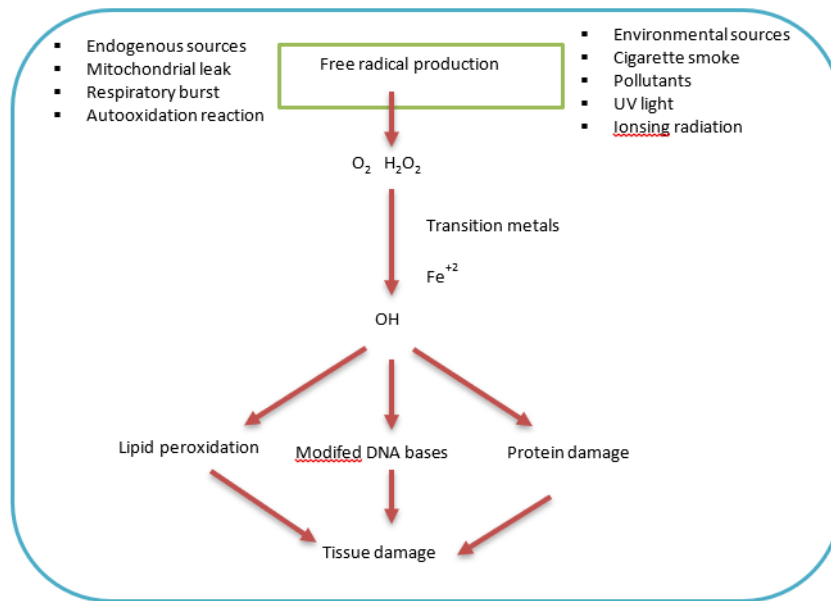 ▪ Endogenous sources
▪ Mitochondrial leak
▪ Respiratory burst
▪ Autooxidation reaction
Free radical production
▪ Environmental sources
▪ Cigarette smoke
▪ Pollutants
▪ UV light
▪ Ionsing radiation
O₂ H₂O₂
Transition metals
Fe⁺²
OH
Lipid peroxidation
Modifed DNA bases
Protein damage
Tissue damage